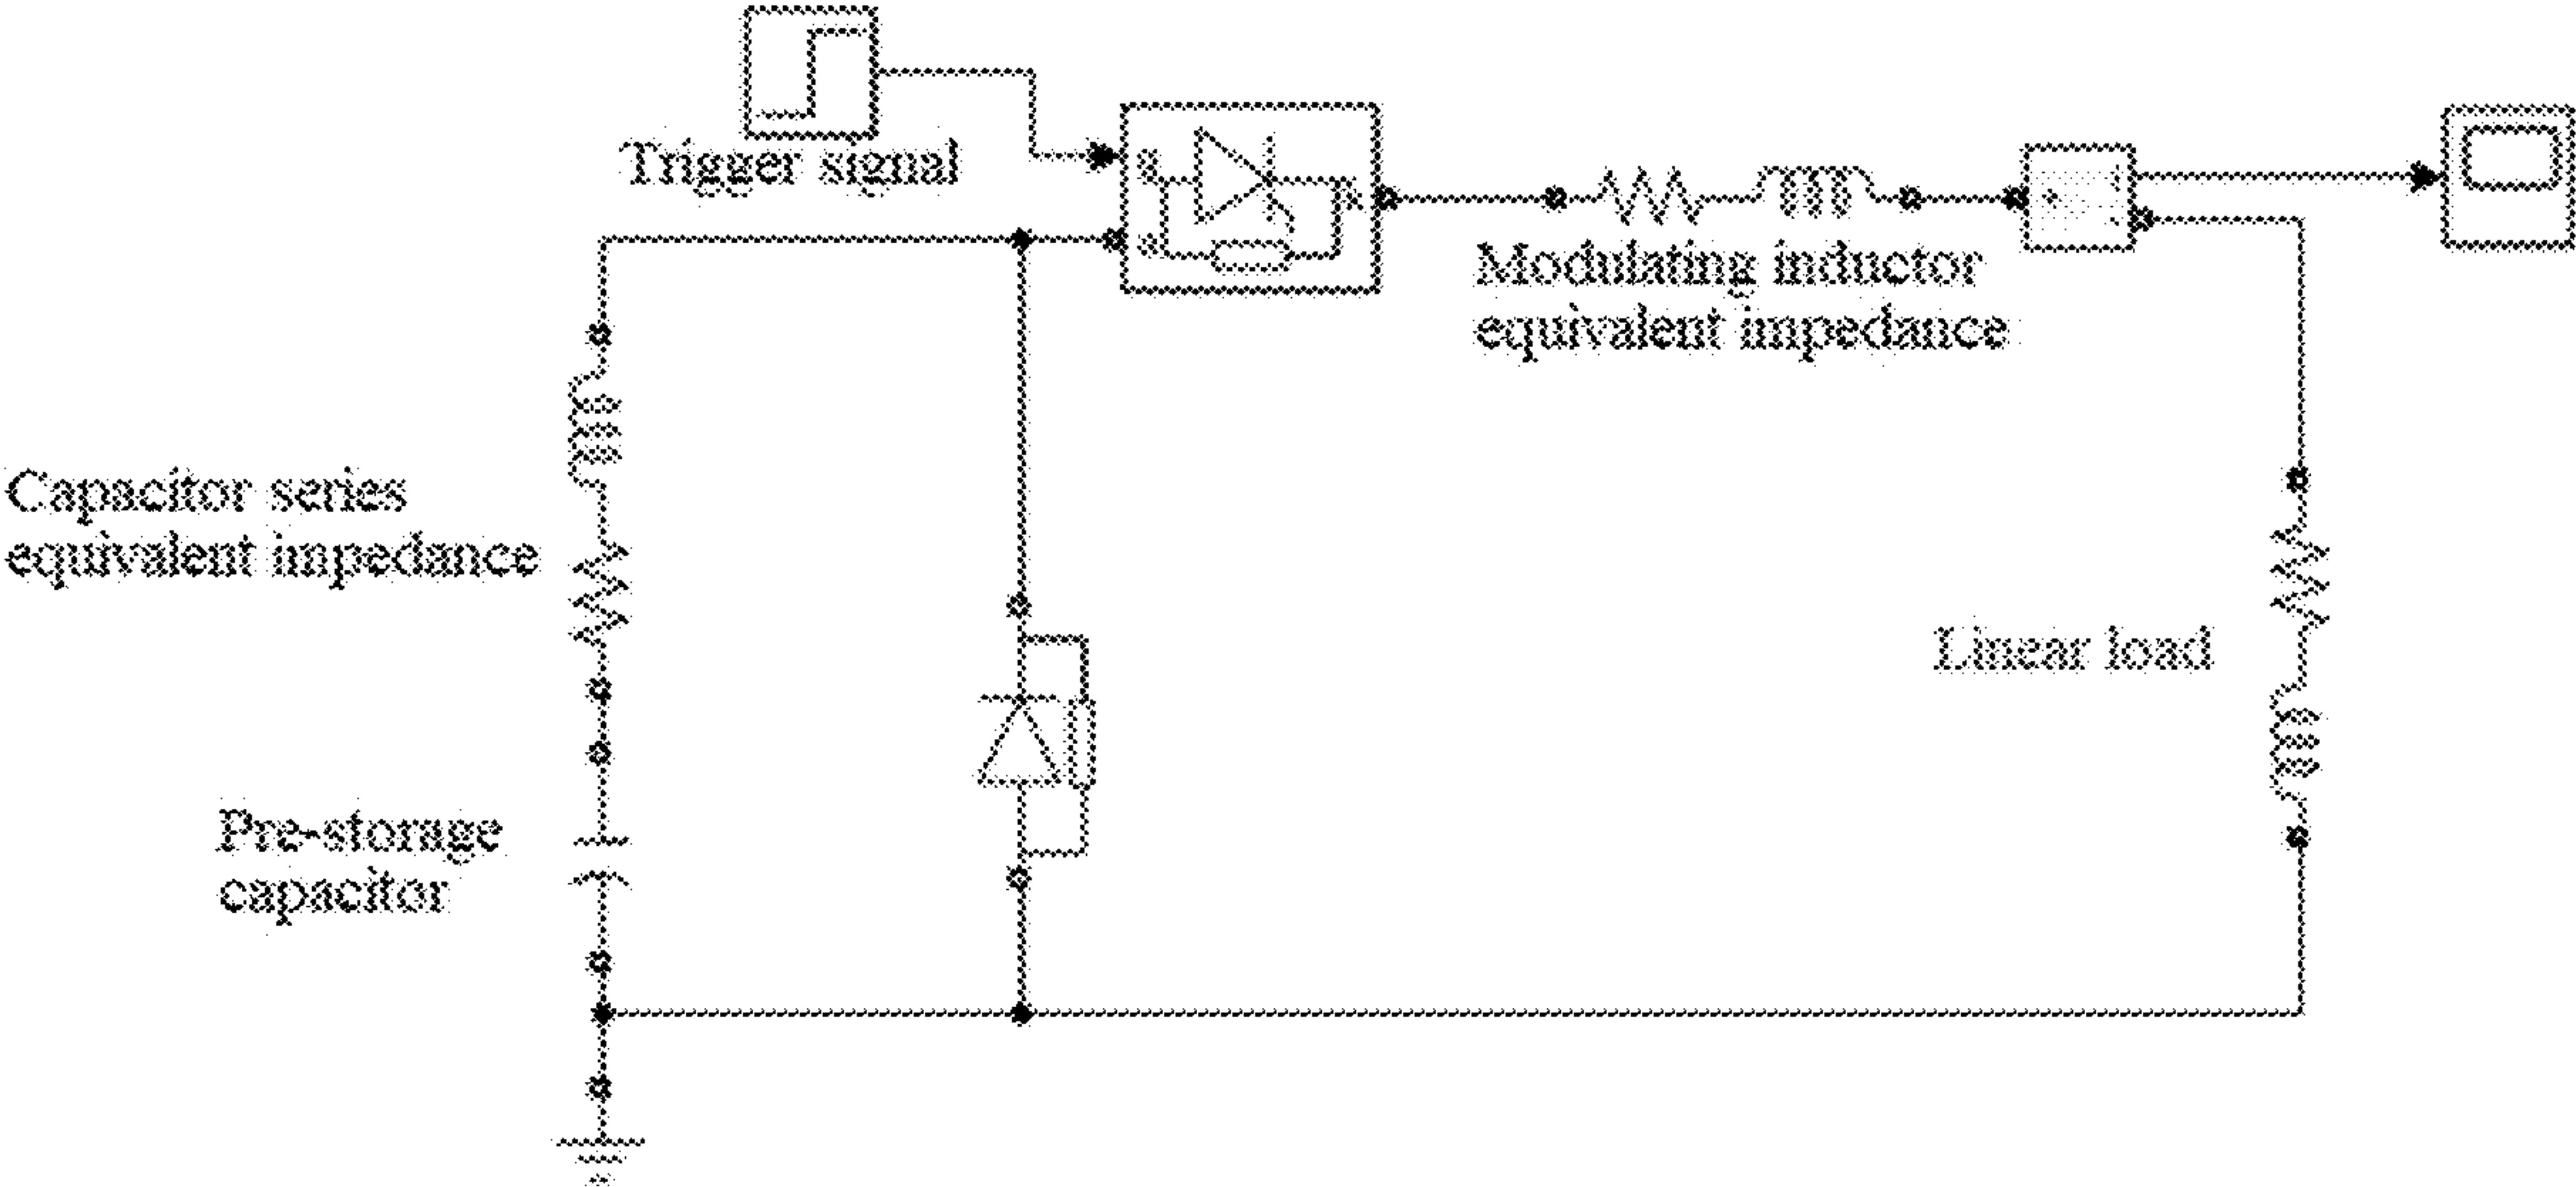 Trigger signal
g
a
k
Modulating inductor
equivalent impedance
Capacitor series
equivalent impedance
Linear load
Pre-storage
capacitor